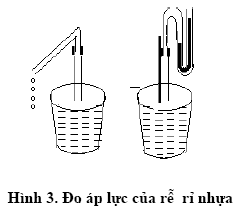 Hình 3. Đo áp lực của rễ rỉ nhựa